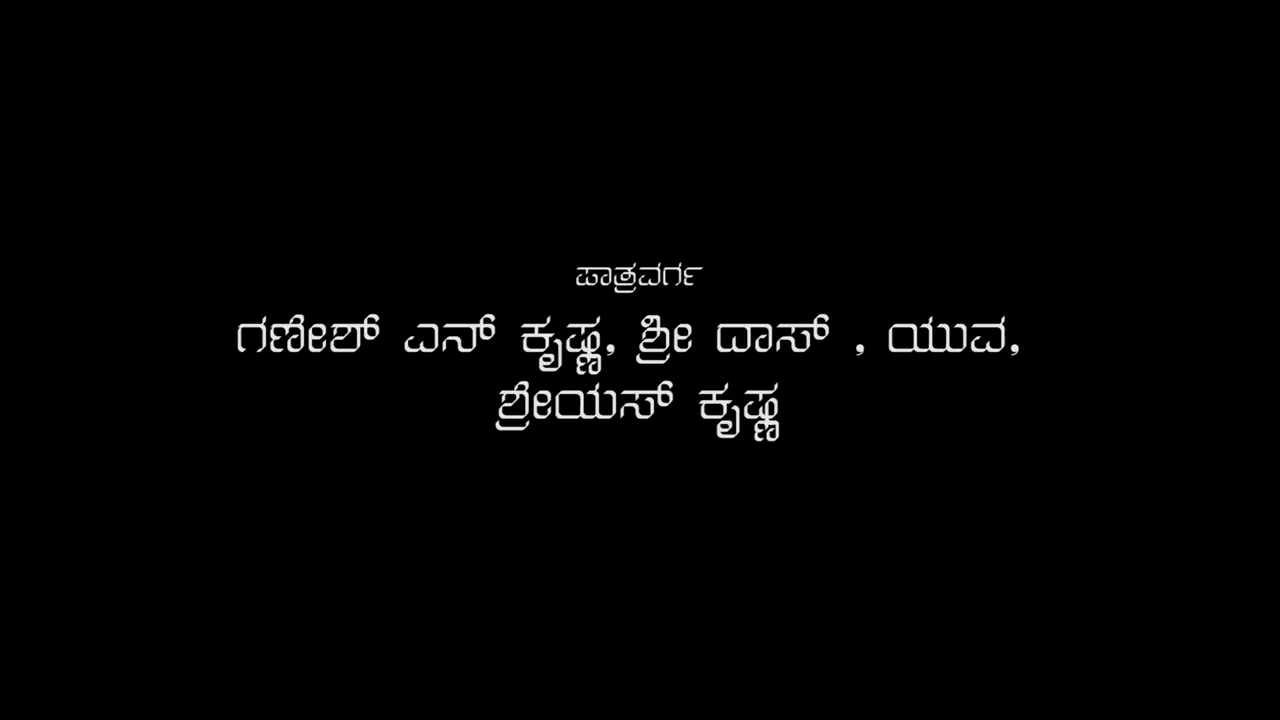 ಪಾತ್ರವರ್ಗ
ಗಣೇಶ್ ಎನ್ ಕೃಷ್ಣ, ಶ್ರೀ ದಾಸ್ , ಯುವ,
ಶ್ರೇಯಸ್ ಕೃಷ್ಣ